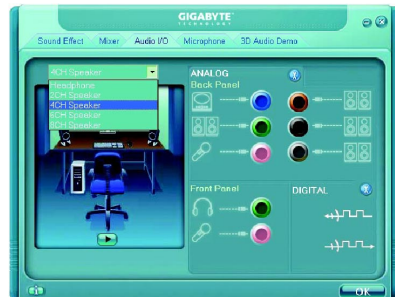 GIGABYTE
TECHNOLOGY
Sound Effect Mixer Audio I/O Microphone 3D Audio Demo
4CH Speaker
Headphone
2CH Speaker
4CH Speaker
6CH Speaker
8CH Speaker
ANALOG
Back Panel
Front Panel
DIGITAL
OK